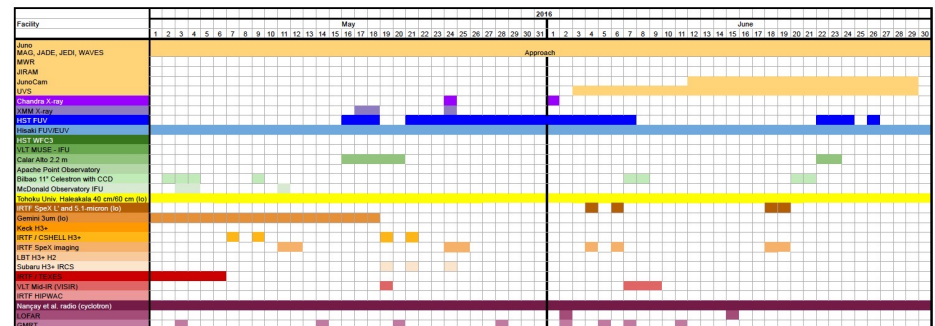 2016
Facility May June
1 2 3 4 5 6 7 8 9 10 11 12 13 14 15 16 17 18 19 20 21 22 23 24 25 26 27 28 29 30 31 1 2 3 4 5 6 7 8 9 10 11 12 13 14 15 16 17 18 19 20 21 22 23 24 25 26 27 28 29 30
Juno
MAG, JADE, JEDI, WAVES Approach
MWR
JIRAM
JunoCam
UVS
Chandra X-ray
XMM X-ray
HST FUV
Hisaki FUV/EUV
HST WFC3
VLT MUSE - IFU
Calar Alto 2.2 m
Apache Point Observatory
Bilbao 11" Celestron with CCD
McDonald Observatory IFU
Tohoku Univ. Haleakala 40 cm/60 cm (Io)
IRTF SpeX L' and 5.1-micron (Io)
Gemini 3um (Io)
Keck H3+
IRTF / CSHELL H3+
IRTF SpeX imaging
LBT H3+ H2
Subaru H3+ IRCS
IRTF / TEXES
VLT Mid-IR (VISIR)
IRTF HIPWAC
Nançay et al. radio (cyclotron)
LOFAR
GMRT